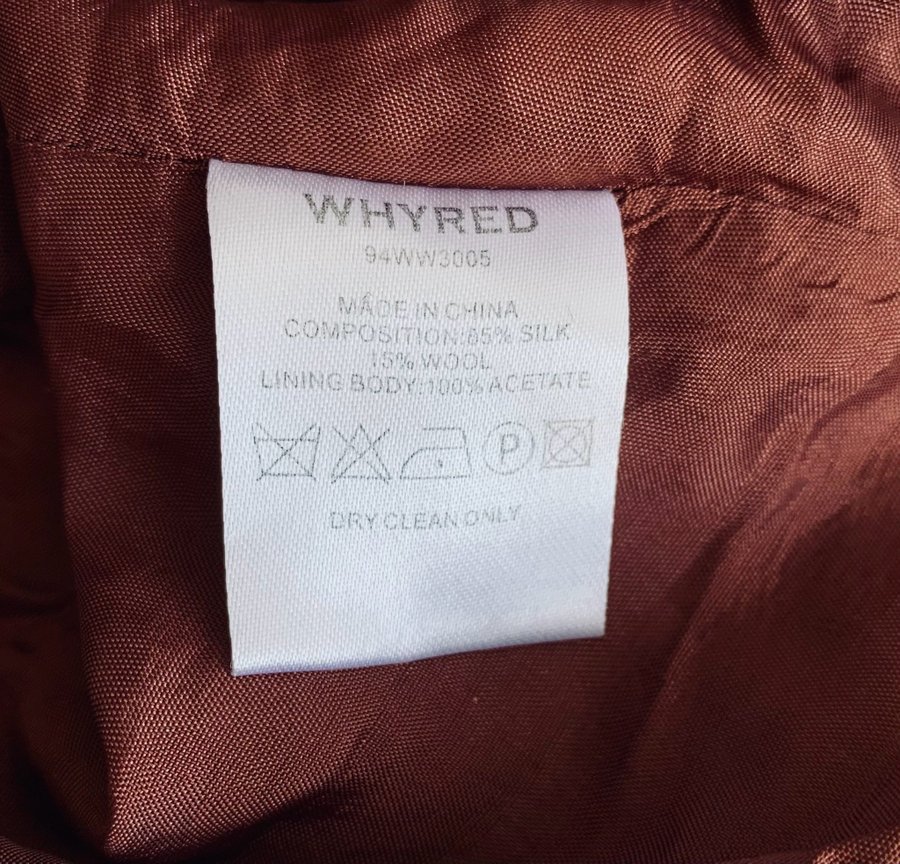 WHYRED
94WW3005
MADE IN CHINA
COMPOSITION:85% SILK
15% WOOL
LINING BODY:100% ACETATE
P
DRY CLEAN ONLY